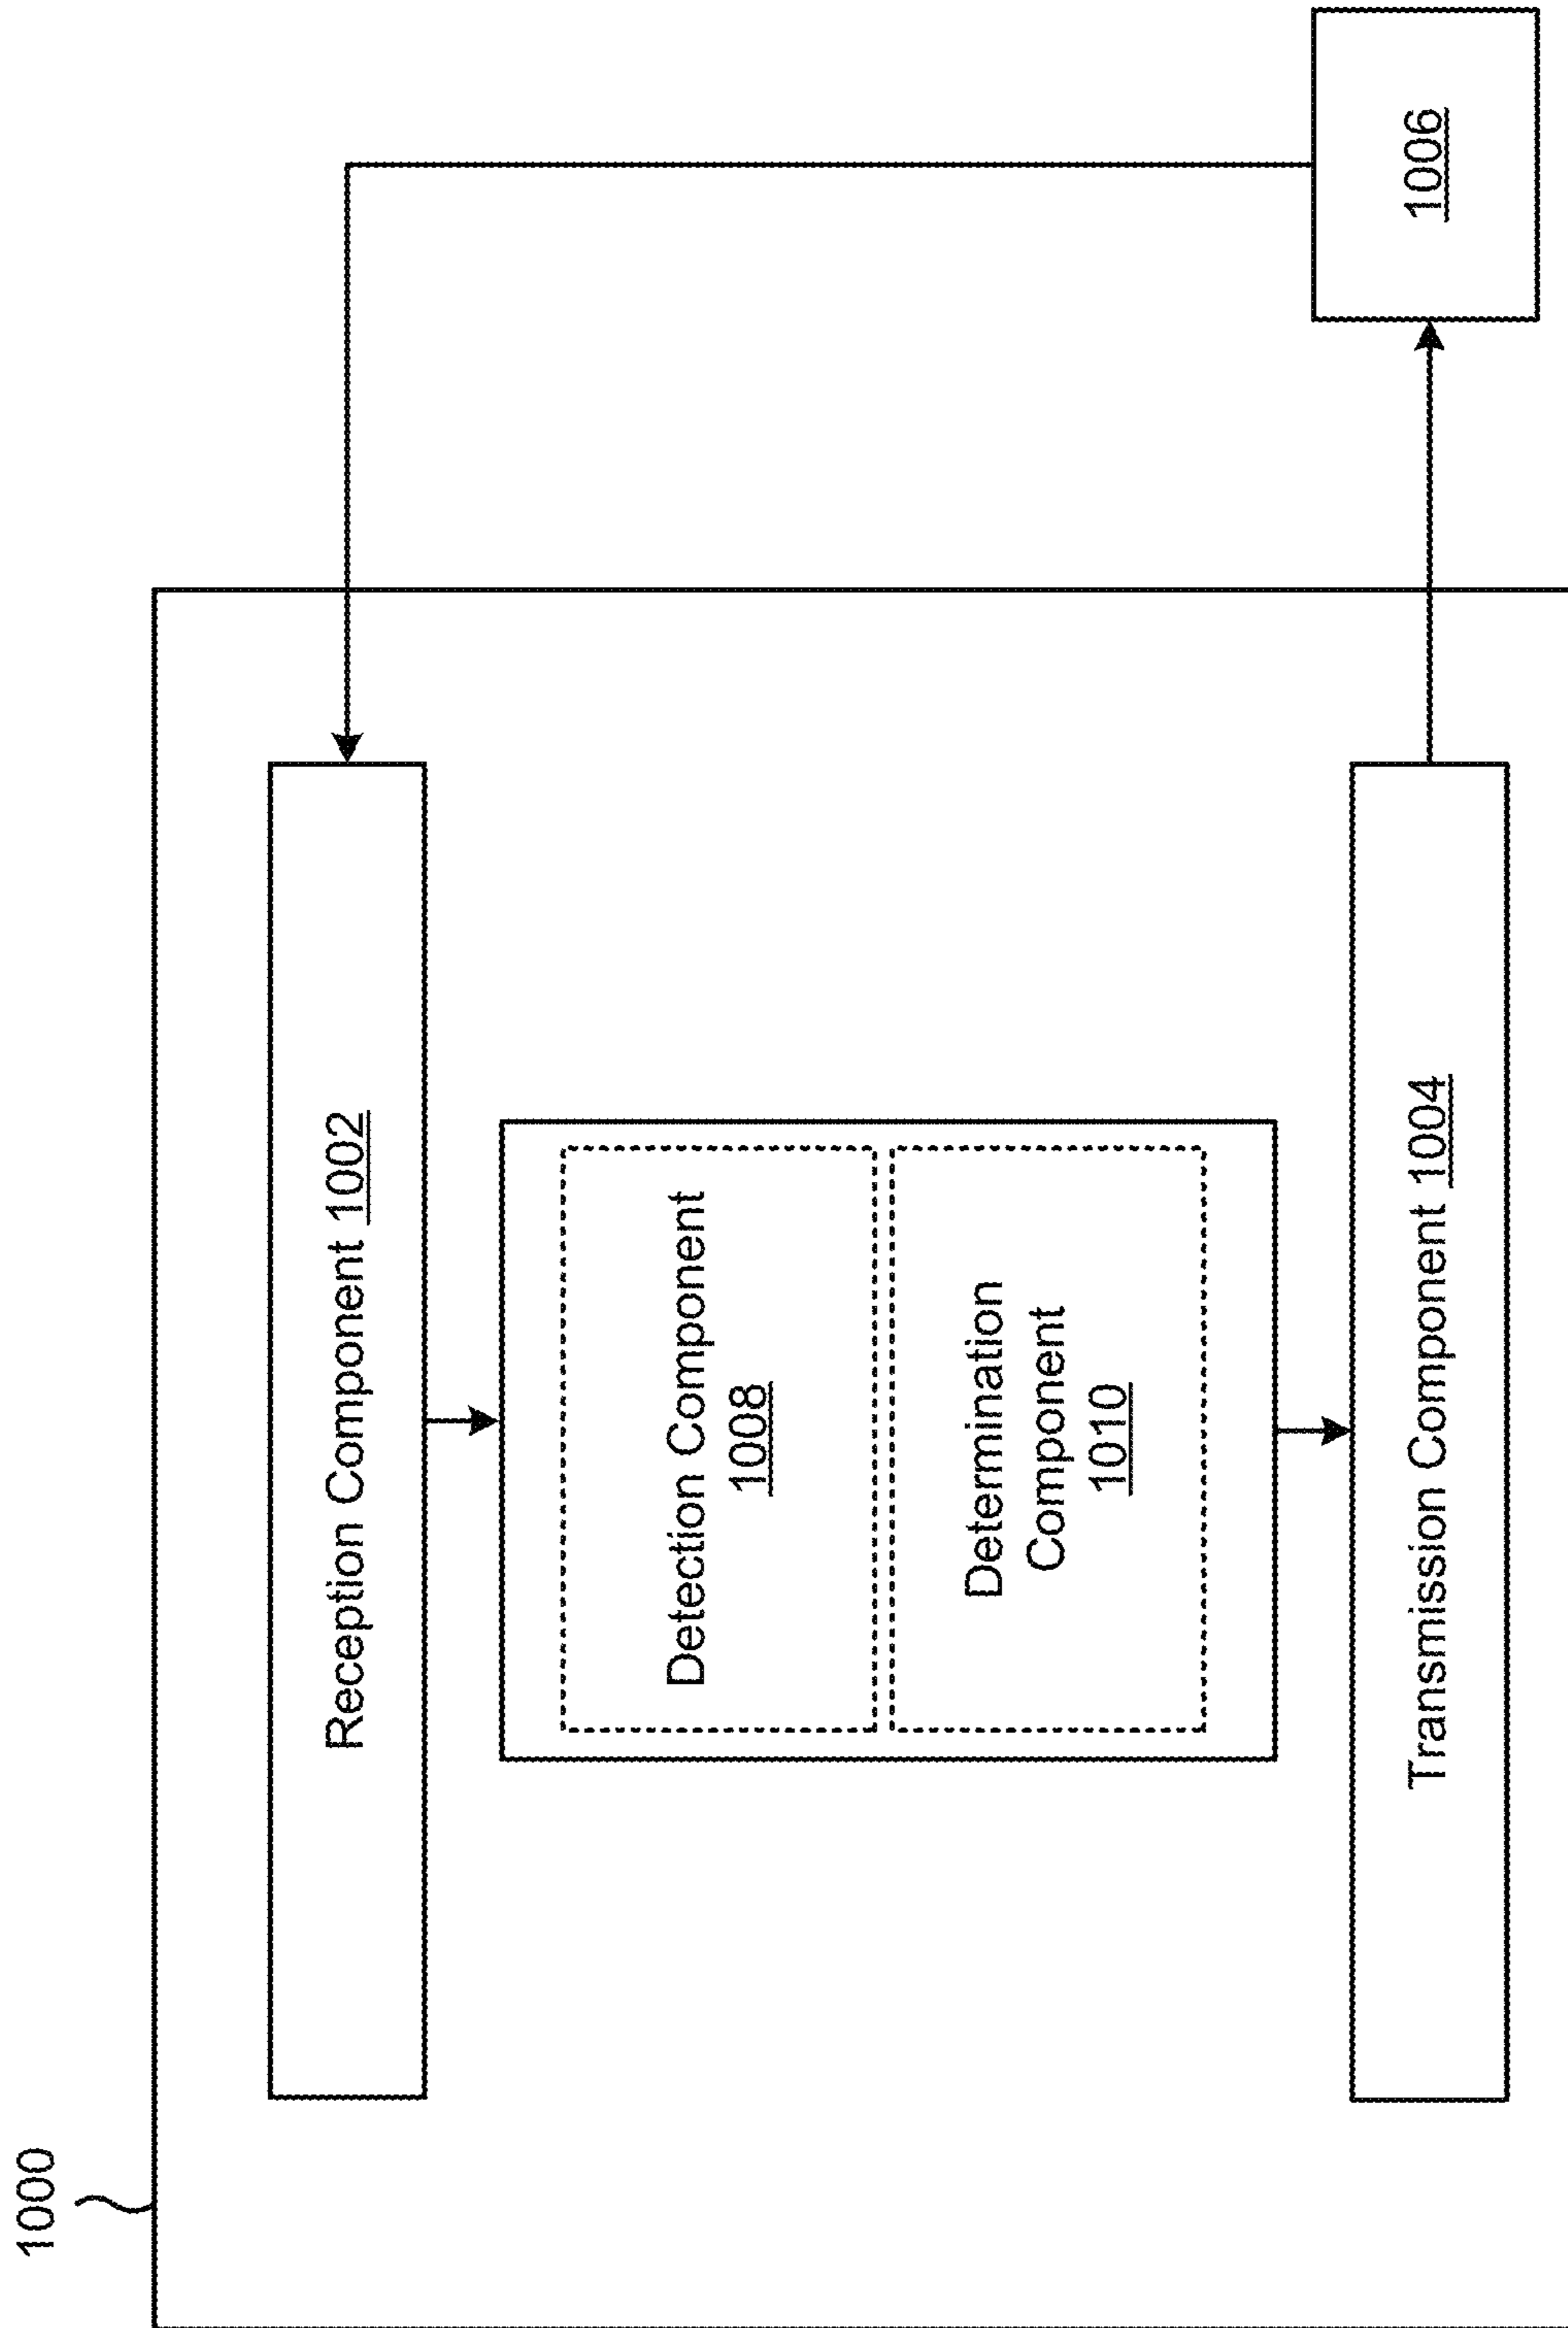 1000
Reception Component 1002
Detection Component
1008
Determination
Component
1010
Transmission Component 1004
1006